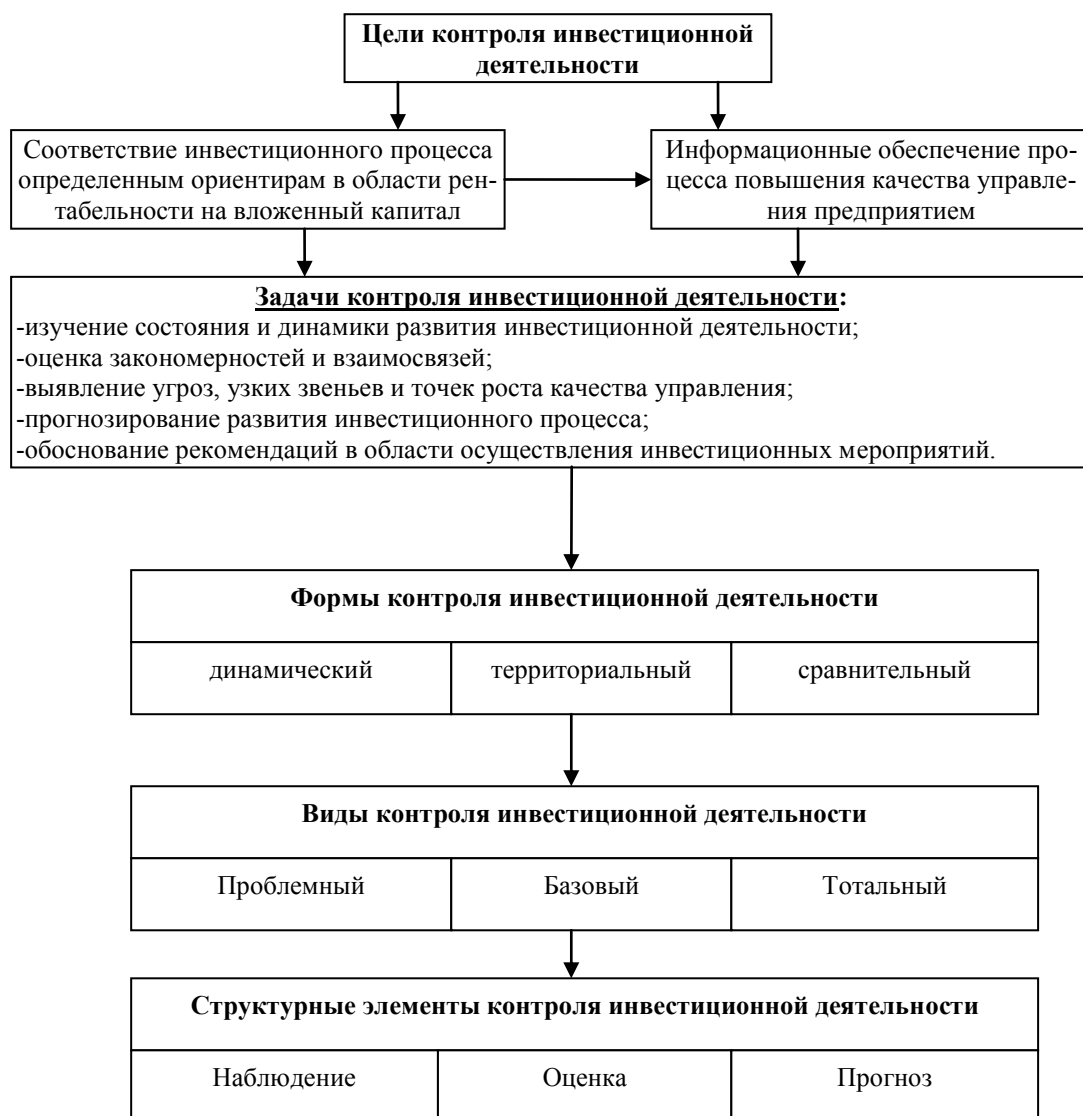 Цели контроля инвестиционной
деятельности
Соответствие инвестиционного процесса
определенным ориентирам в области рен-
табельности на вложенный капитал
Информационные обеспечение про-
цесса повышения качества управле-
ния предприятием
Задачи контроля инвестиционной деятельности:
-изучение состояния и динамики развития инвестиционной деятельности;
-оценка закономерностей и взаимосвязей;
-выявление угроз, узких звеньев и точек роста качества управления;
-прогнозирование развития инвестиционного процесса;
-обоснование рекомендаций в области осуществления инвестиционных мероприятий.
Формы контроля инвестиционной деятельности
динамический
территориальный
сравнительный
Виды контроля инвестиционной деятельности
Проблемный
Базовый
Тотальный
Структурные элементы контроля инвестиционной деятельности
Наблюдение
Оценка
Прогноз